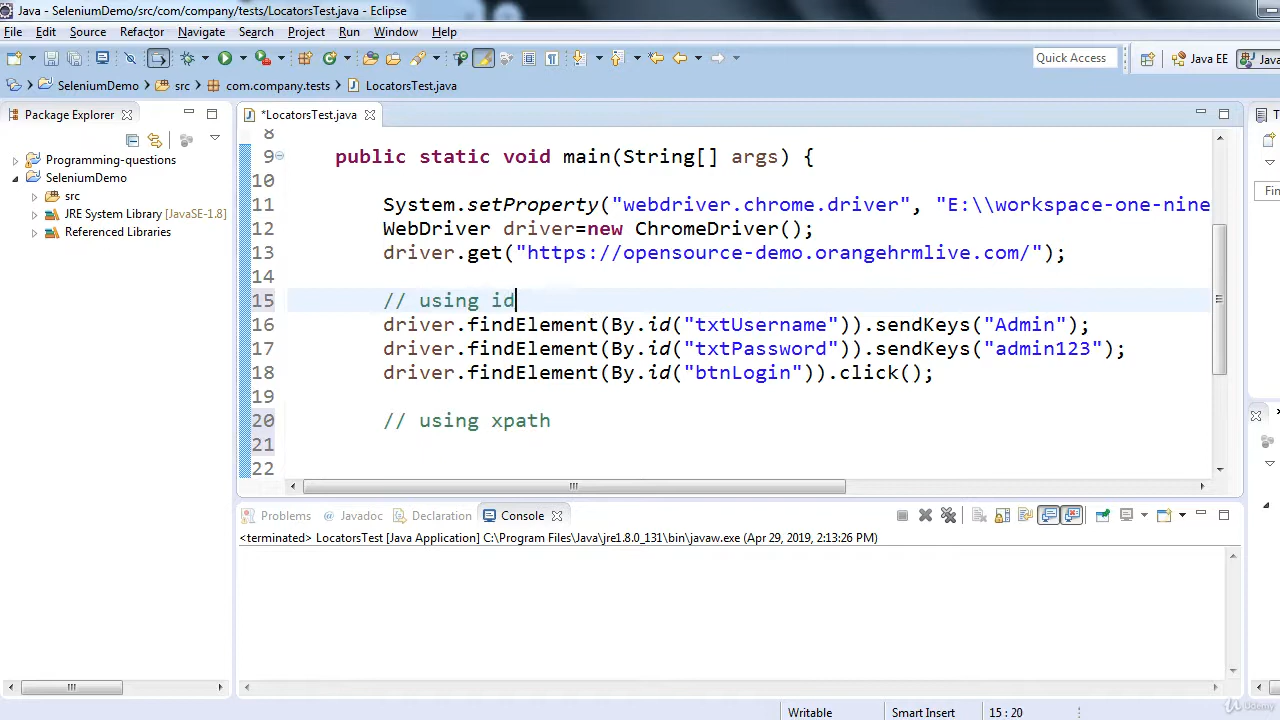 Java - SeleniumDemo/src/com/company/tests/LocatorsTest.java - Eclipse
File Edit Source Refactor Navigate Search Project Run Window Help
Quick Access Java EE Java
SeleniumDemo src com.company.tests LocatorsTest.java
Package Explorer
*LocatorsTest.java
Programming-questions
SeleniumDemo
src
JRE System Library [JavaSE-1.8]
Referenced Libraries
8
9 public static void main(String[] args) {
10
11 System.setProperty("webdriver.chrome.driver", "E:\\workspace-one-nine
12 WebDriver driver=new ChromeDriver();
13 driver.get("https://opensource-demo.orangehrmlive.com/");
14
15 // using id
16 driver.findElement(By.id("txtUsername")).sendKeys("Admin");
17 driver.findElement(By.id("txtPassword")).sendKeys("admin123");
18 driver.findElement(By.id("btnLogin")).click();
19
20 // using xpath
21
22
T
Fin
Problems @ Javadoc Declaration Console
<terminated> LocatorsTest [Java Application] C:\Program Files\Java\jre1.8.0_131\bin\javaw.exe (Apr 29, 2019, 2:13:26 PM)
Writable Smart Insert 15 : 20
Udemy